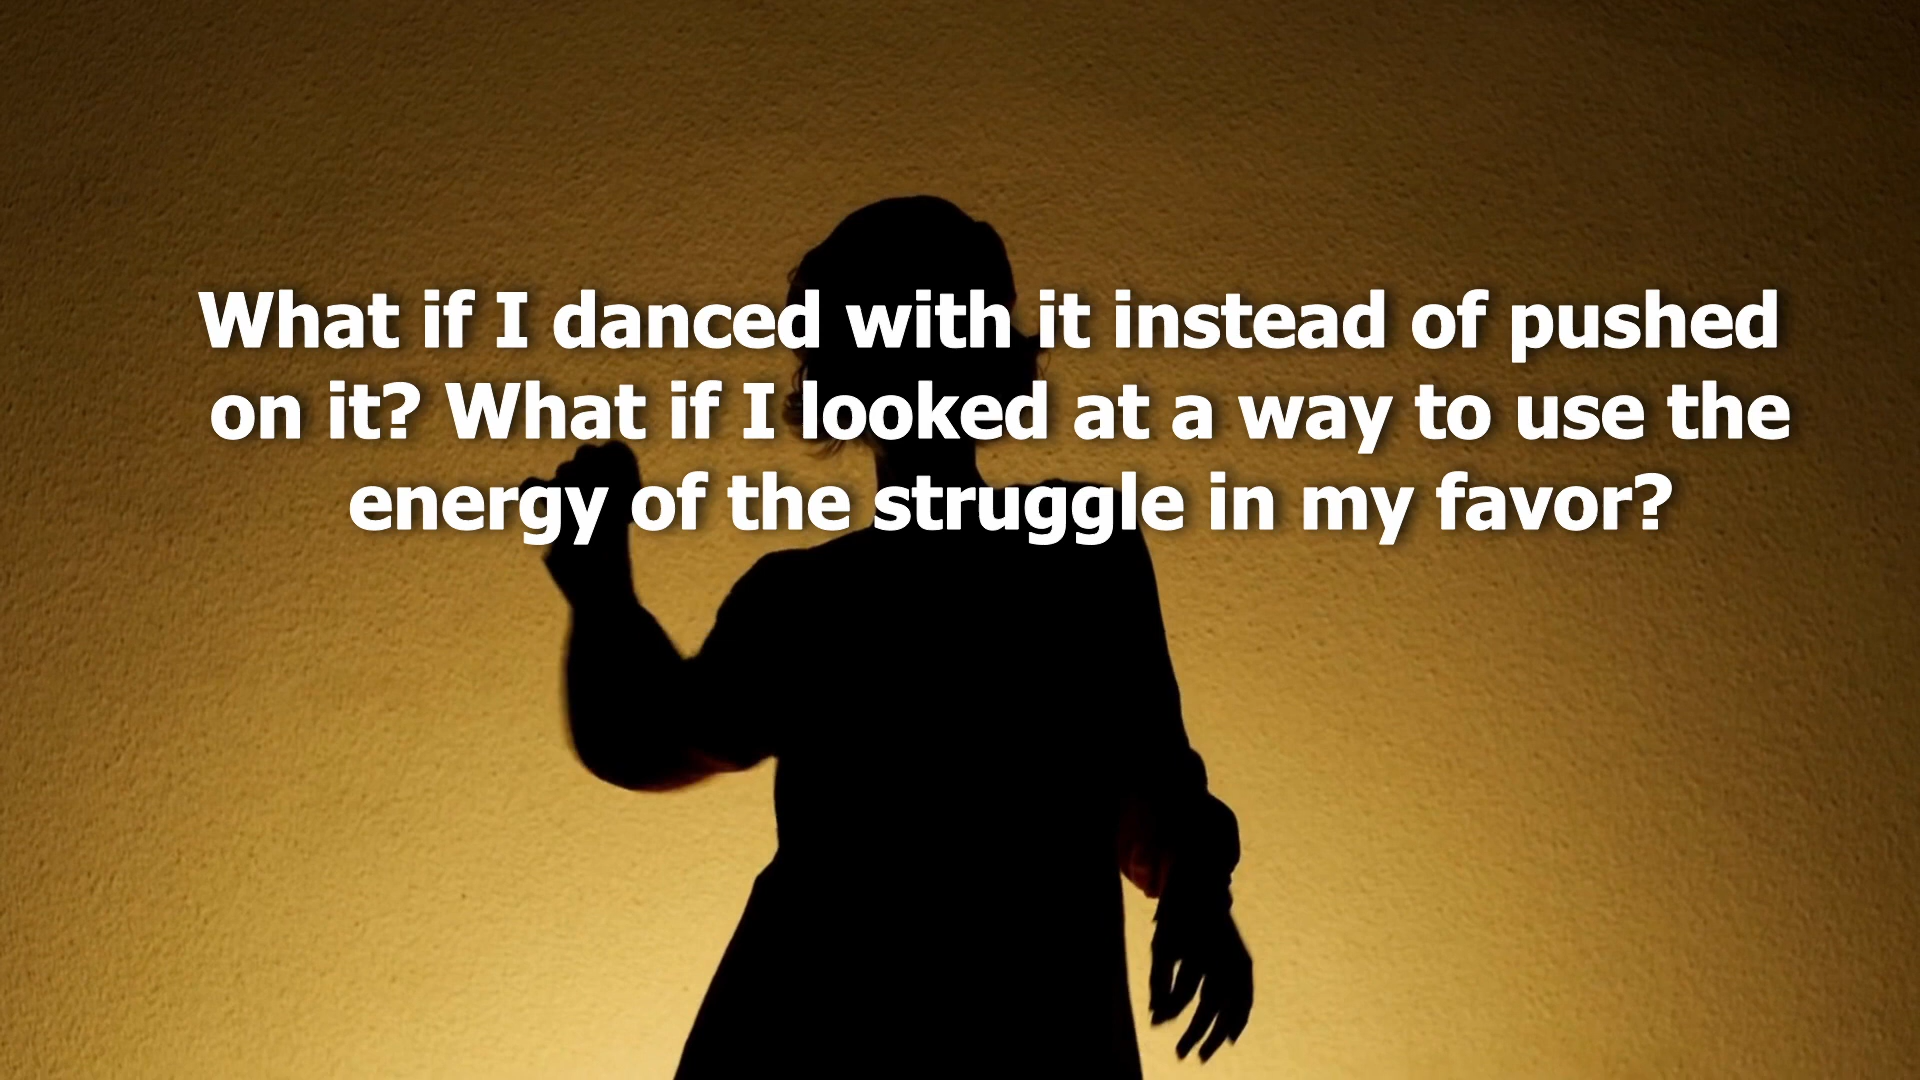 What if I danced with it instead of pushed
on it? What if I looked at a way to use the
energy of the struggle in my favor?